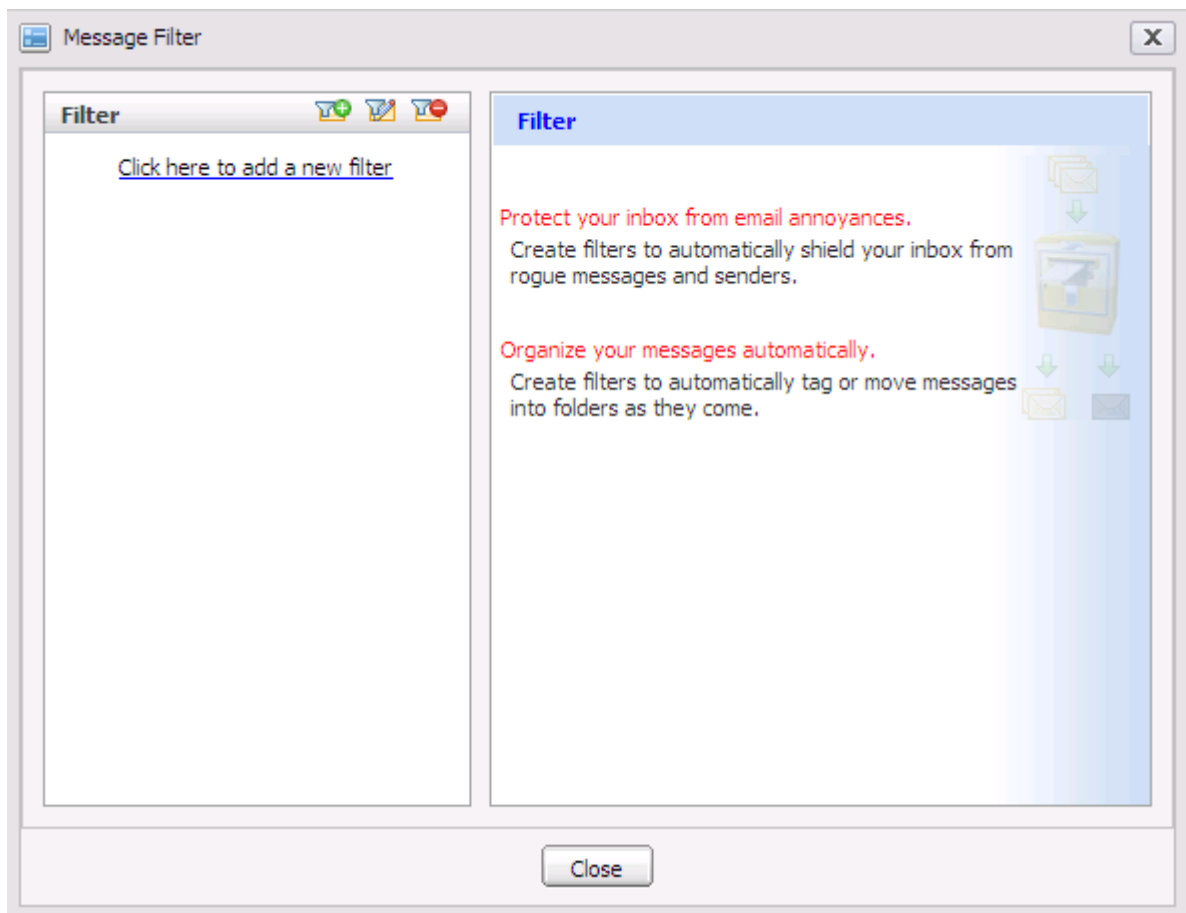 Message Filter
X
Filter
Click here to add a new filter
Filter
Protect your inbox from email annoyances.
Create filters to automatically shield your inbox from
rogue messages and senders.
Organize your messages automatically.
Create filters to automatically tag or move messages
into folders as they come.
Close